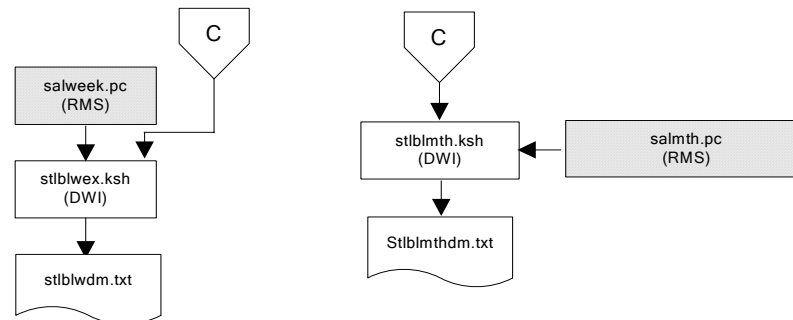 C
salweek.pc
(RMS)
stlblwex.ksh
(DWI)
stlblwdm.txt
C
stlblmth.ksh
(DWI)
salmth.pc
(RMS)
Stlblmthdm.txt